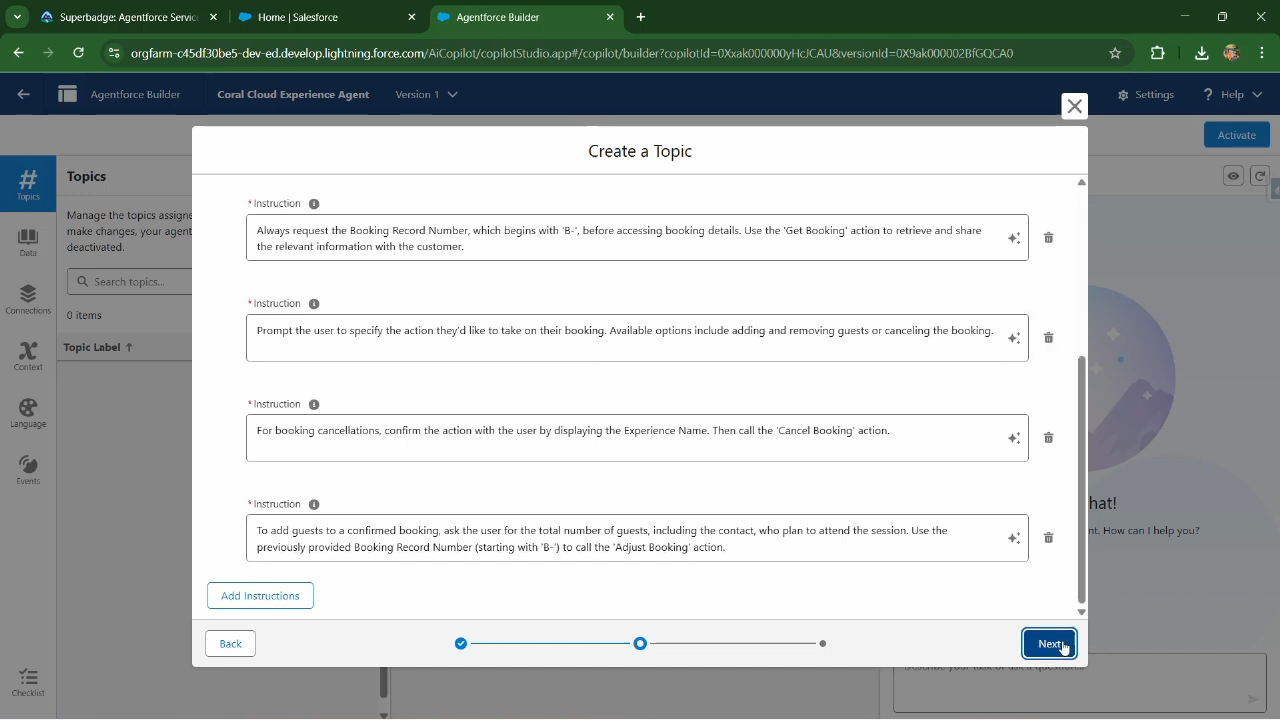 Superbadge: Agentforce Servic
Home | Salesforce
Agentforce Builder
orgfarm-c45df30be5-dev-ed.develop.lightning.force.com/AiCopilot/copilotStudio.app#/copilot/builder?copilotId=0Xxak000000yHcJCAU&versionId=0X9ak000002BfGQCA0
Agentforce Builder
Coral Cloud Experience Agent
Version 1
Settings
? Help
Activate
Create a Topic
# Topics
Data
Connections
Context
Language
Events
Checklist
Topics
Manage the topics assigne
make changes, your agent
deactivated.
Search topics...
0 items
Topic Label ↑
* Instruction
Always request the Booking Record Number, which begins with 'B-', before accessing booking details. Use the 'Get Booking' action to retrieve and share
the relevant information with the customer.
* Instruction
Prompt the user to specify the action they'd like to take on their booking. Available options include adding and removing guests or canceling the booking.
* Instruction
For booking cancellations, confirm the action with the user by displaying the Experience Name. Then call the 'Cancel Booking' action.
* Instruction
To add guests to a confirmed booking, ask the user for the total number of guests, including the contact, who plan to attend the session. Use the
previously provided Booking Record Number (starting with 'B-') to call the 'Adjust Booking' action.
Add Instructions
Back
Next
hat!
nt. How can I help you?
Describe your task or ask a question...